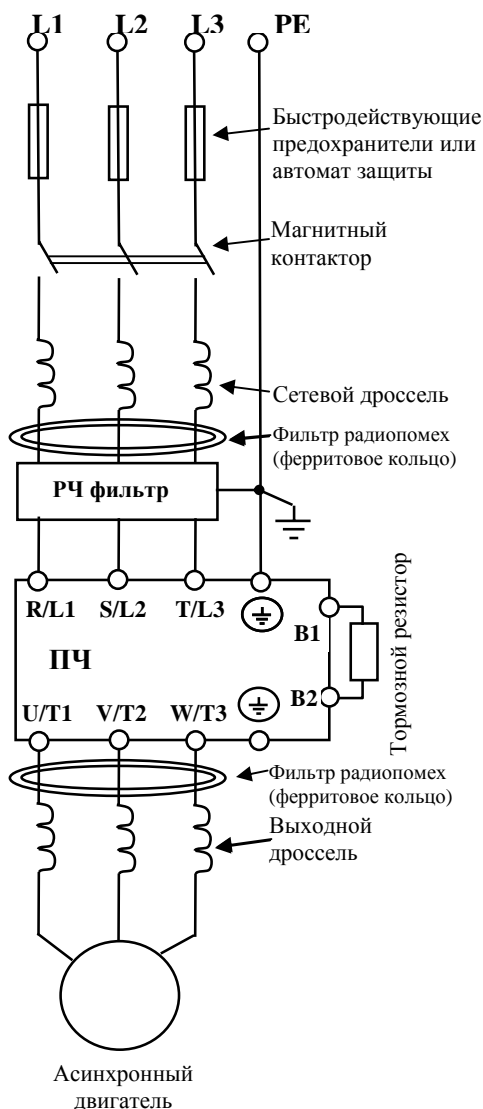 L1 L2 L3 PE
Быстродействующие
предохранители или
автомат защиты
Магнитный
контактор
Сетевой дроссель
Фильтр радиопомех
(ферритовое кольцо)
РЧ фильтр
R/L1 S/L2 T/L3
B1
ПЧ
Тормозной резистор
B2
U/T1 V/T2 W/T3
Фильтр радиопомех
(ферритовое кольцо)
Выходной
дроссель
Асинхронный
двигатель